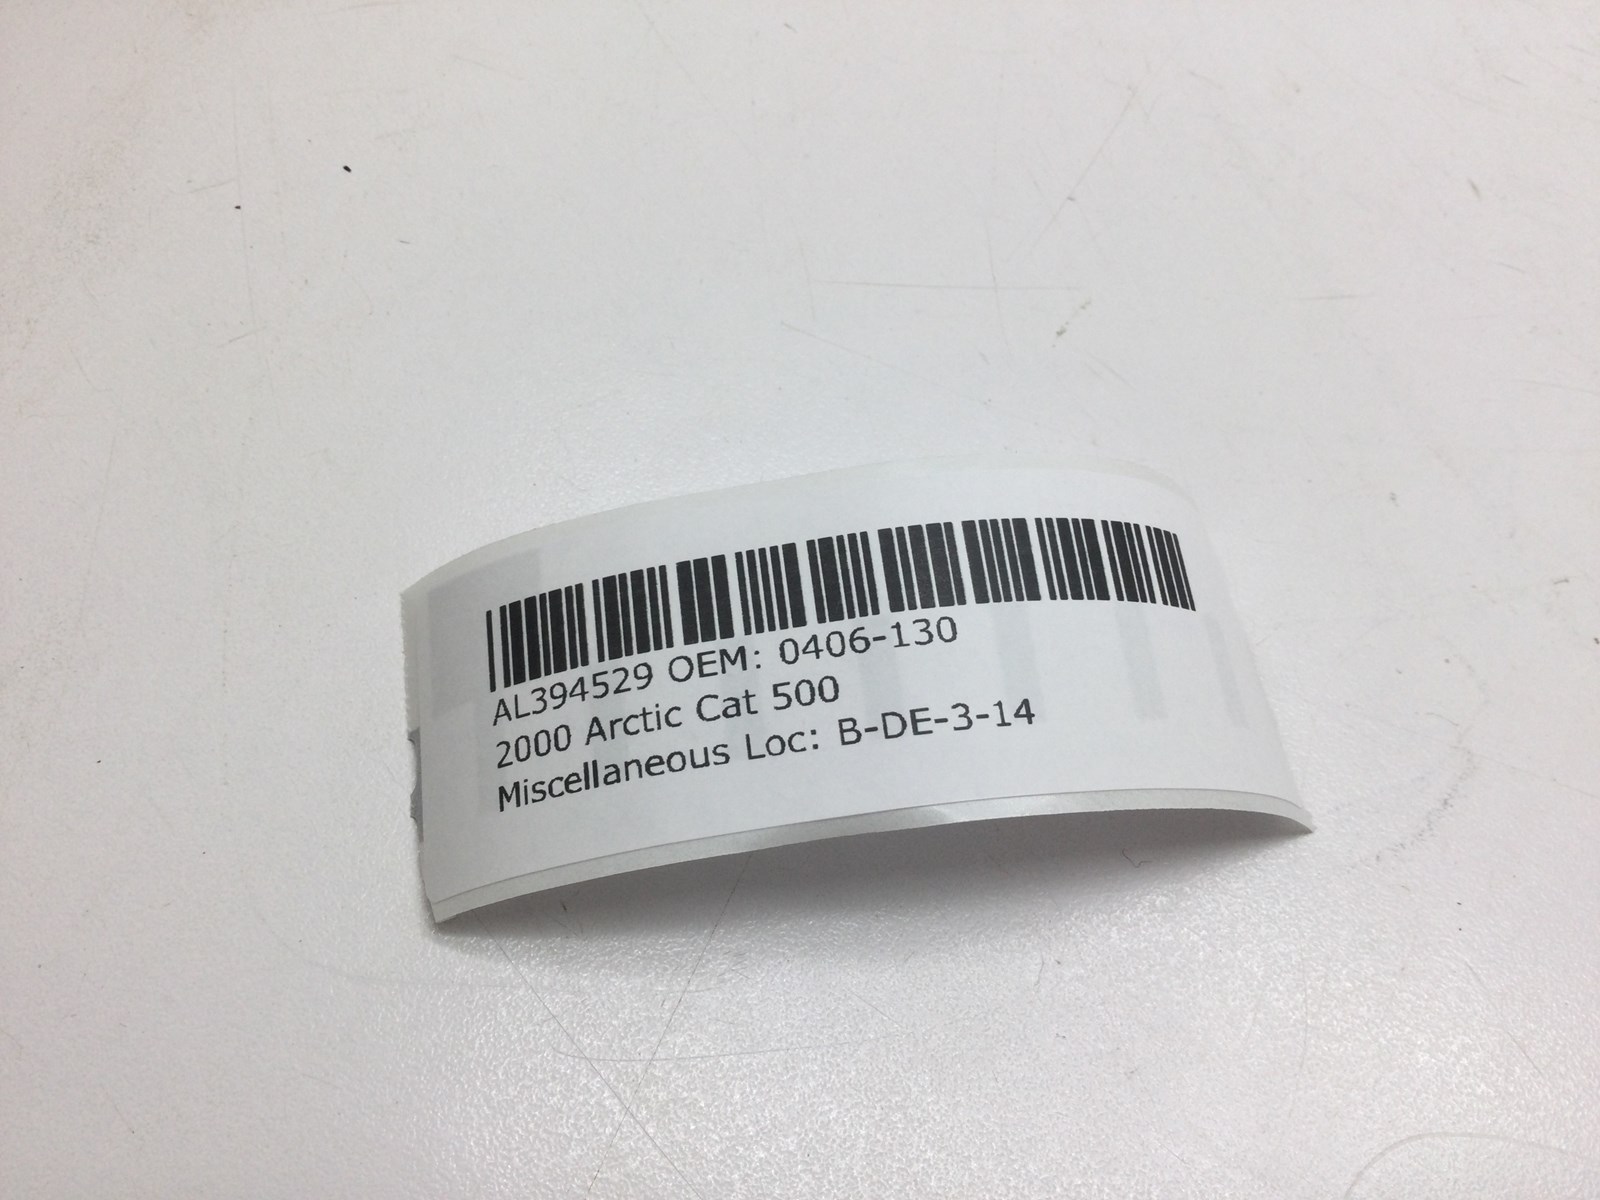 AL394529 OEM: 0406-130
2000 Arctic Cat 500
Miscellaneous Loc: B-DE-3-14